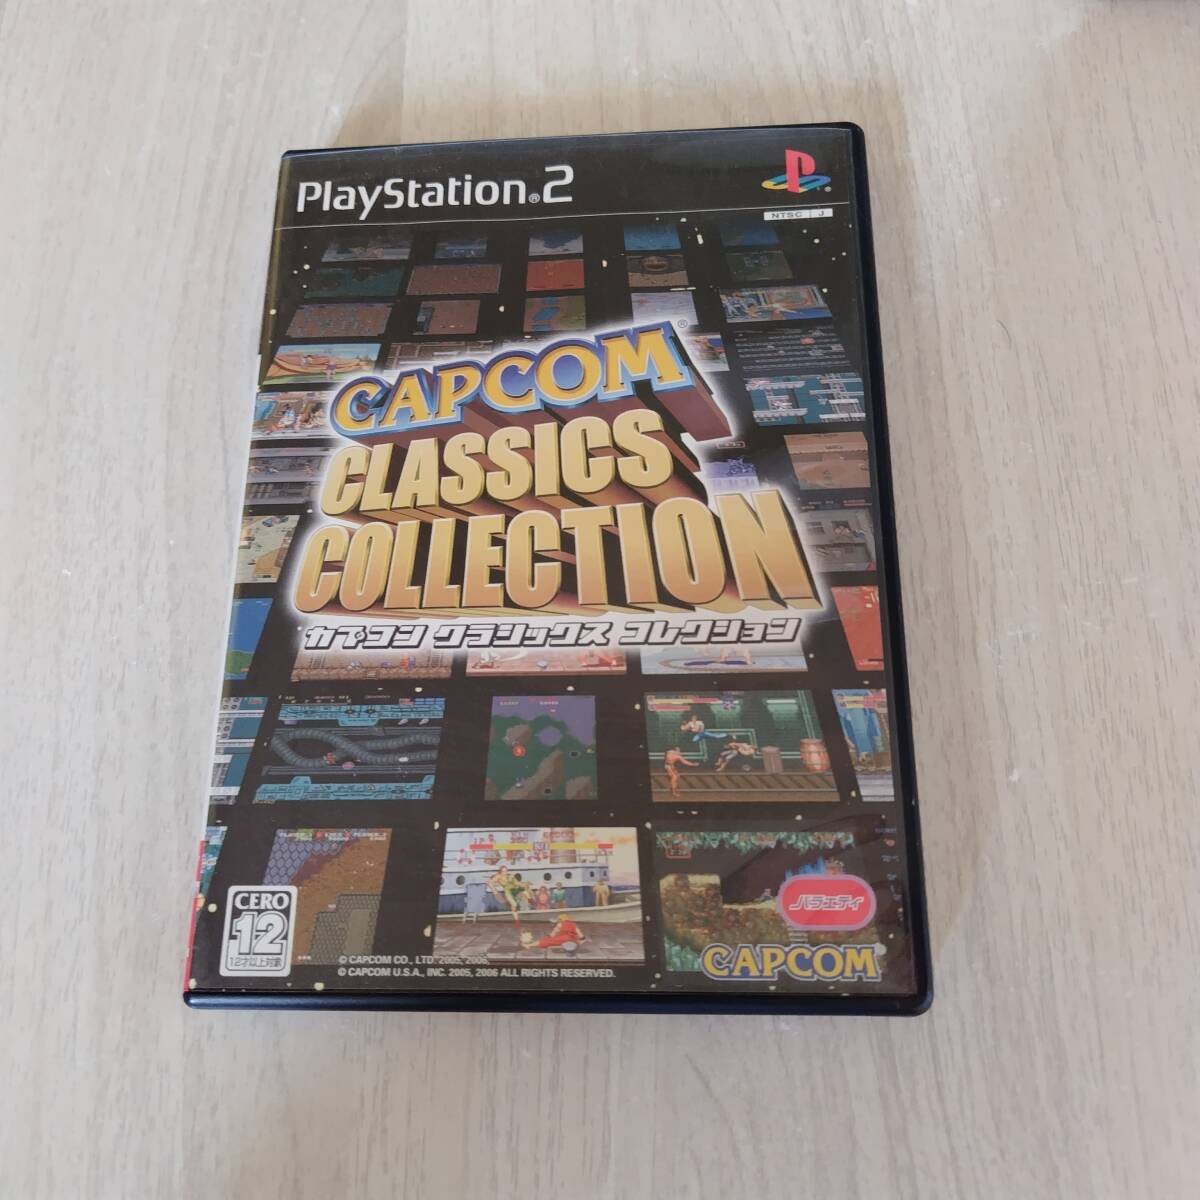 PlayStation®2
NTSC J
CAPCOM®
CLASSICS
COLLECTION
カプコン クラシックス コレクション
CERO
12
12才以上対象
バラエティ
CAPCOM
© CAPCOM CO., LTD. 2005, 2006,
© CAPCOM U.S.A., INC. 2005, 2006 ALL RIGHTS RESERVED.